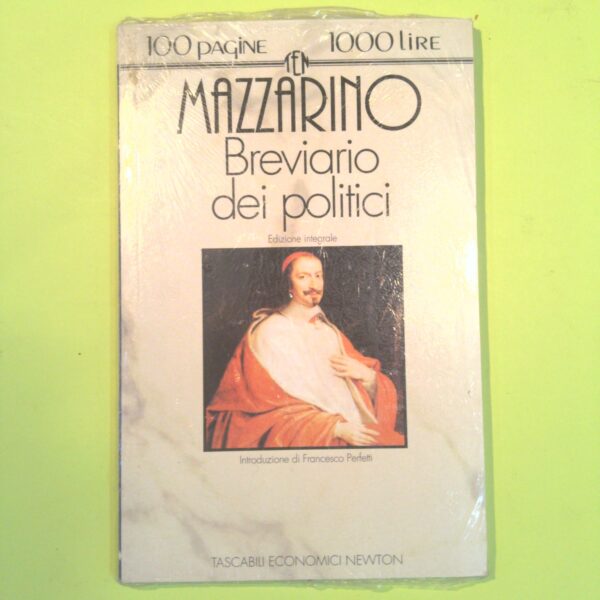 100 PAGINE 1000 LIRE
TEN
MAZZARINO
Breviario
dei politici
Edizione integrale
Introduzione di Francesco Perfetti
TASCABILI ECONOMICI NEWTON